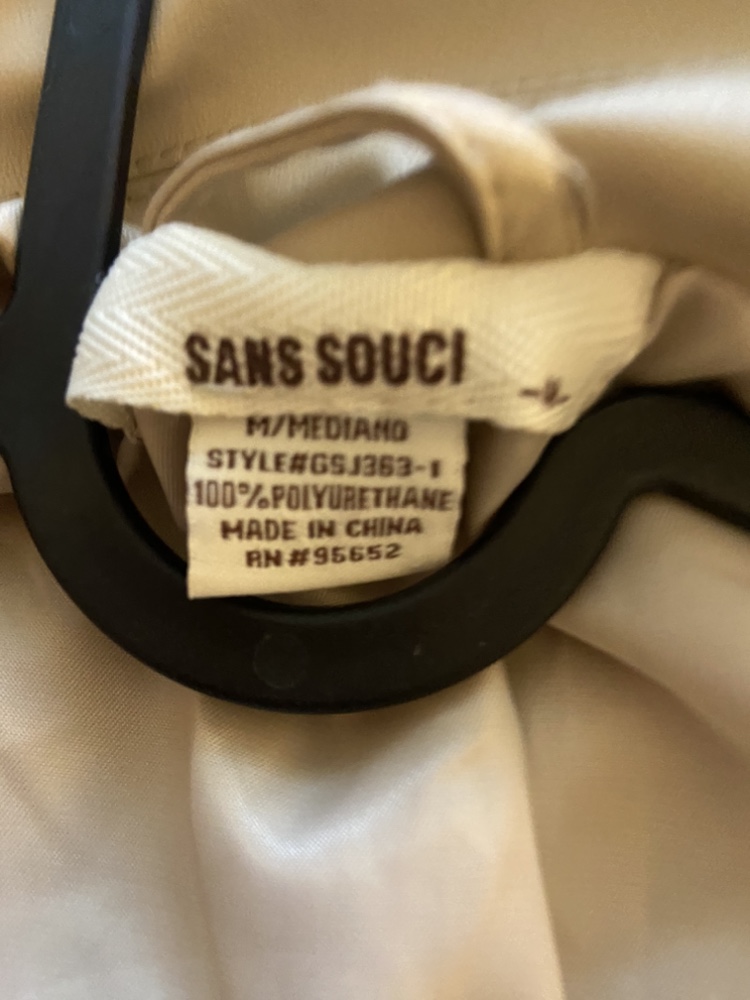 SANS SOUCI
M/MEDIANO
STYLE#GSJ363-1
100%POLYURETHANE
MADE IN CHINA
RN#95652